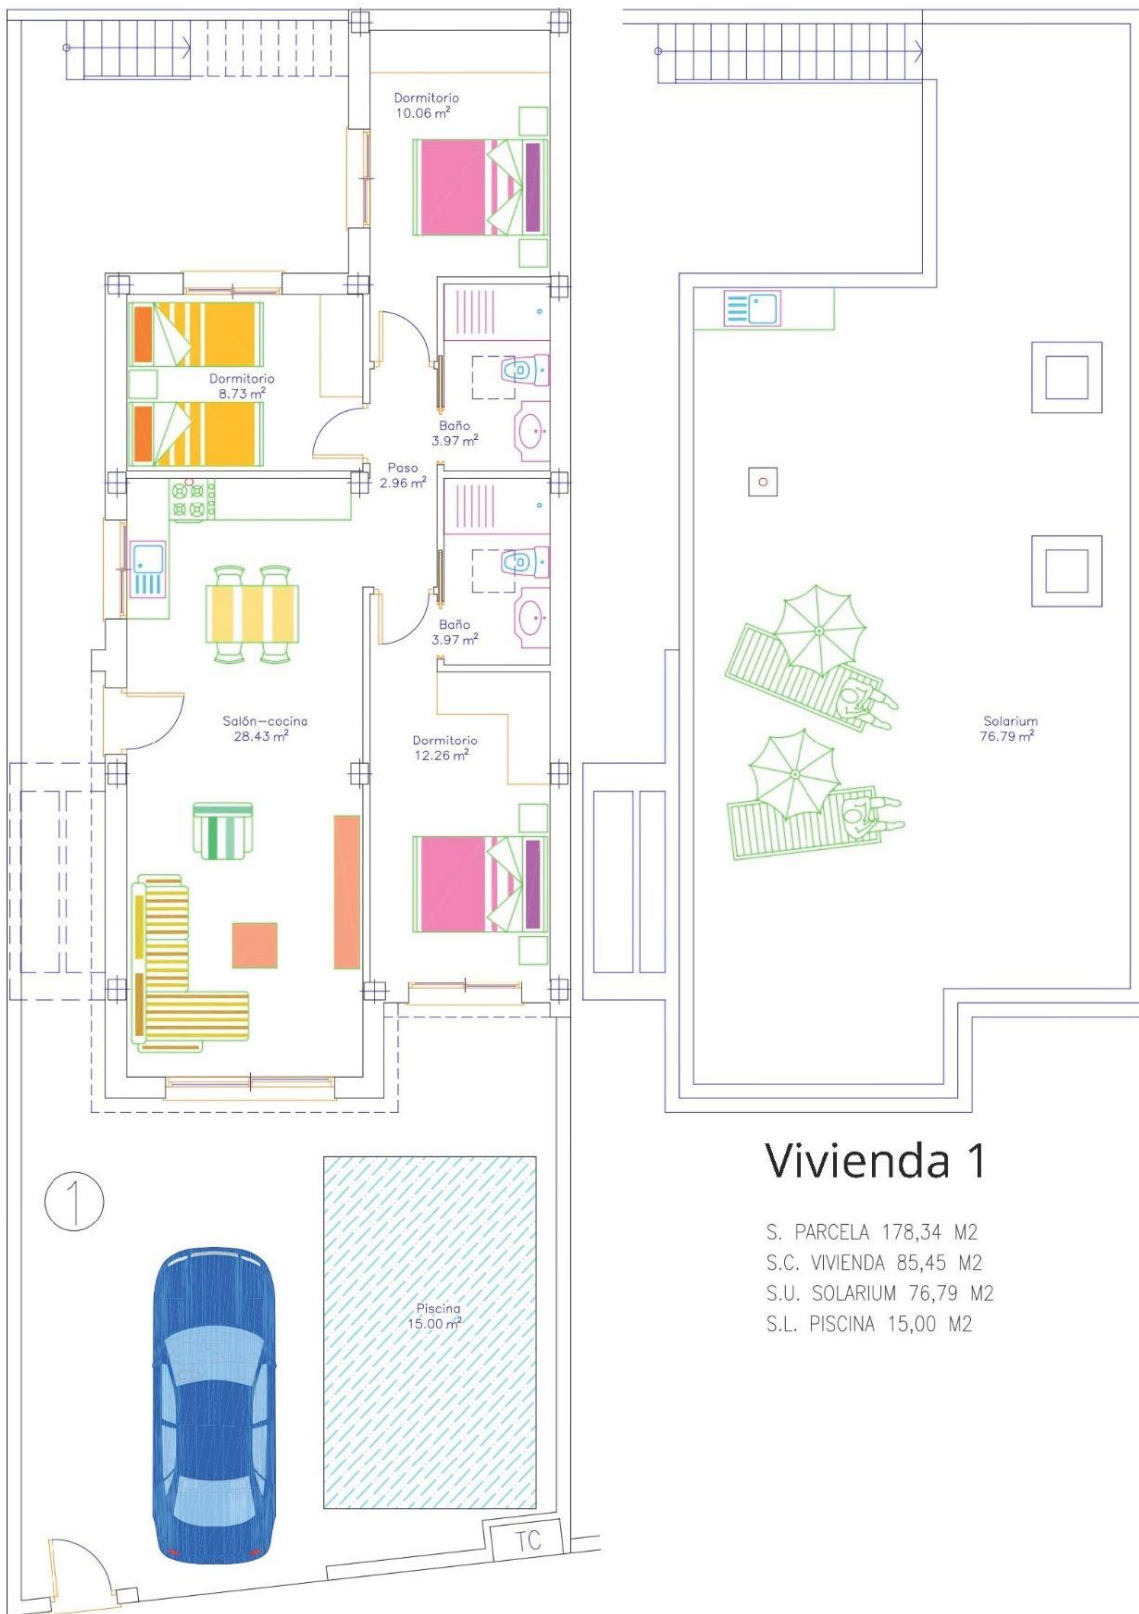 Dormitorio
10.06 m²
Dormitorio
8.73 m²
Baño
3.97 m²
Paso
2.96 m²
Baño
3.97 m²
Salón-cocina
28.43 m²
Dormitorio
12.26 m²
Solarium
76.79 m²
Vivienda 1
1
S. PARCELA 178,34 M2
S.C. VIVIENDA 85,45 M2
S.U. SOLARIUM 76,79 M2
S.L. PISCINA 15,00 M2
Piscina
15.00 m²
TC